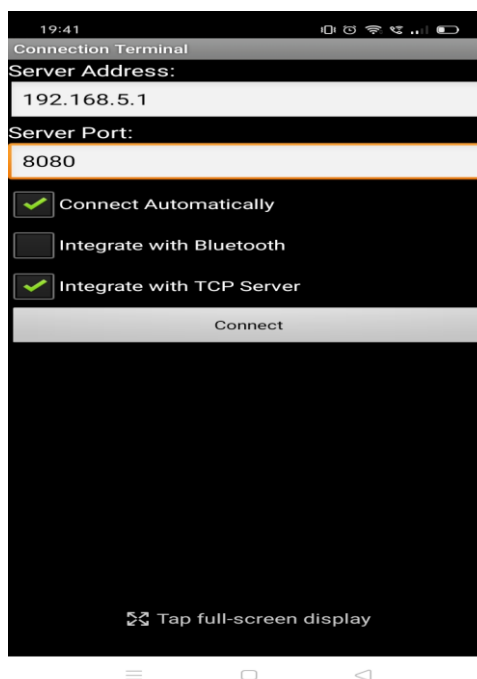 19:41
Connection Terminal
Server Address:
192.168.5.1
Server Port:
8080
Connect Automatically
Integrate with Bluetooth
Integrate with TCP Server
Connect
Tap full-screen display